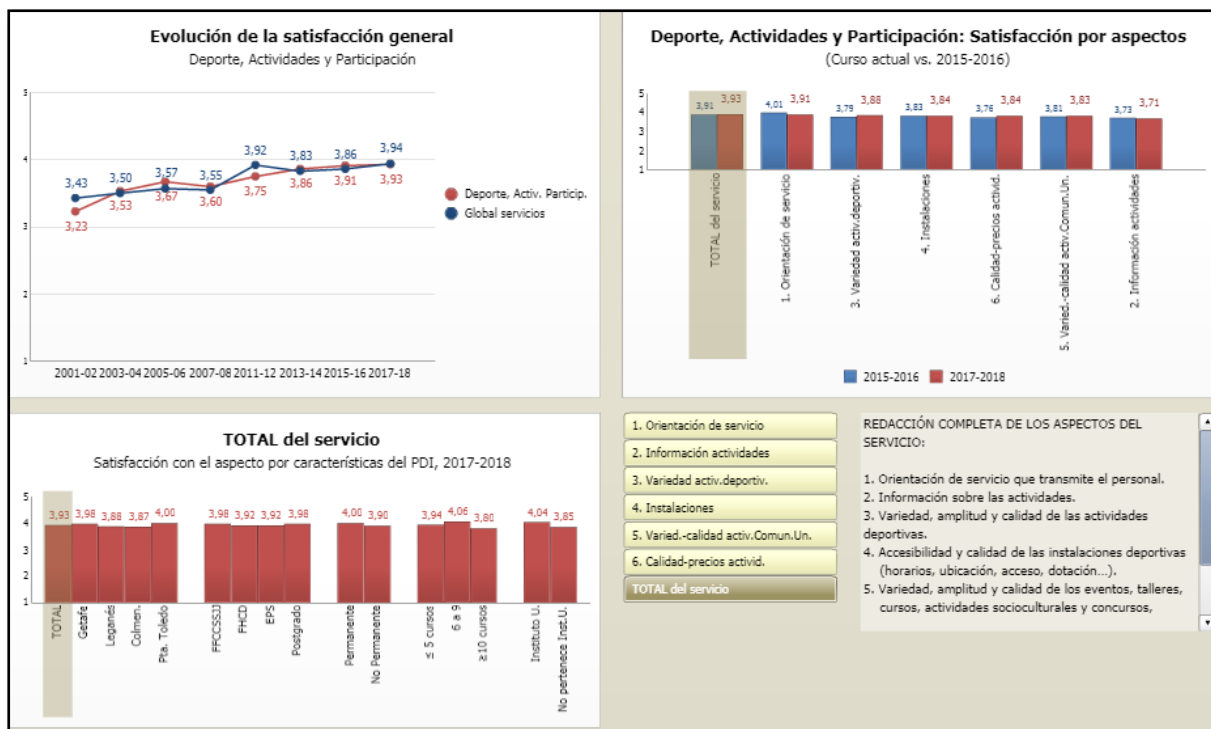 Evolución de la satisfacción general
Deporte, Actividades y Participación
5
4
3
2
1
3,43
3,50
3,57
3,55
3,92
3,83
3,86
3,94
3,23
3,53
3,67
3,60
3,75
3,86
3,91
3,93
2001-02 2003-04 2005-06 2007-08 2011-12 2013-14 2015-16 2017-18
Deporte, Activ. Particip.
Global servicios
Deporte, Actividades y Participación: Satisfacción por aspectos
(Curso actual vs. 2015-2016)
5
4
3
2
1
3,91 3,93
4,01 3,91
3,79 3,88
3,83 3,84
3,76 3,84
3,81 3,83
3,73 3,71
TOTAL del servicio
1. Orientación de servicio
3. Variedad activ.deportiv.
4. Instalaciones
6. Calidad-precios activid.
5. Varied.-calidad activ.Comun.Un.
2. Información actividades
2015-2016
2017-2018
TOTAL del servicio
Satisfacción con el aspecto por características del PDI, 2017-2018
5
4
3
2
1
3,93 3,98 3,88 3,87 4,00
3,98 3,92 3,92 3,98
4,00 3,90
3,94 4,06 3,80
4,04 3,85
TOTAL
Getafe
Leganés
Colmen.
Pta. Toledo
FFCCSSJJ
FHCD
EPS
Postgrado
Permanente
No Permanente
≤ 5 cursos
6 a 9
≥10 cursos
Instituto U.
No pertenece Inst.U.
1. Orientación de servicio
2. Información actividades
3. Variedad activ.deportiv.
4. Instalaciones
5. Varied.-calidad activ.Comun.Un.
6. Calidad-precios activid.
TOTAL del servicio
REDACCIÓN COMPLETA DE LOS ASPECTOS DEL
SERVICIO:
1. Orientación de servicio que transmite el personal.
2. Información sobre las actividades.
3. Variedad, amplitud y calidad de las actividades
deportivas.
4. Accesibilidad y calidad de las instalaciones deportivas
(horarios, ubicación, acceso, dotación...).
5. Variedad, amplitud y calidad de los eventos, talleres,
cursos, actividades socioculturales y concursos,